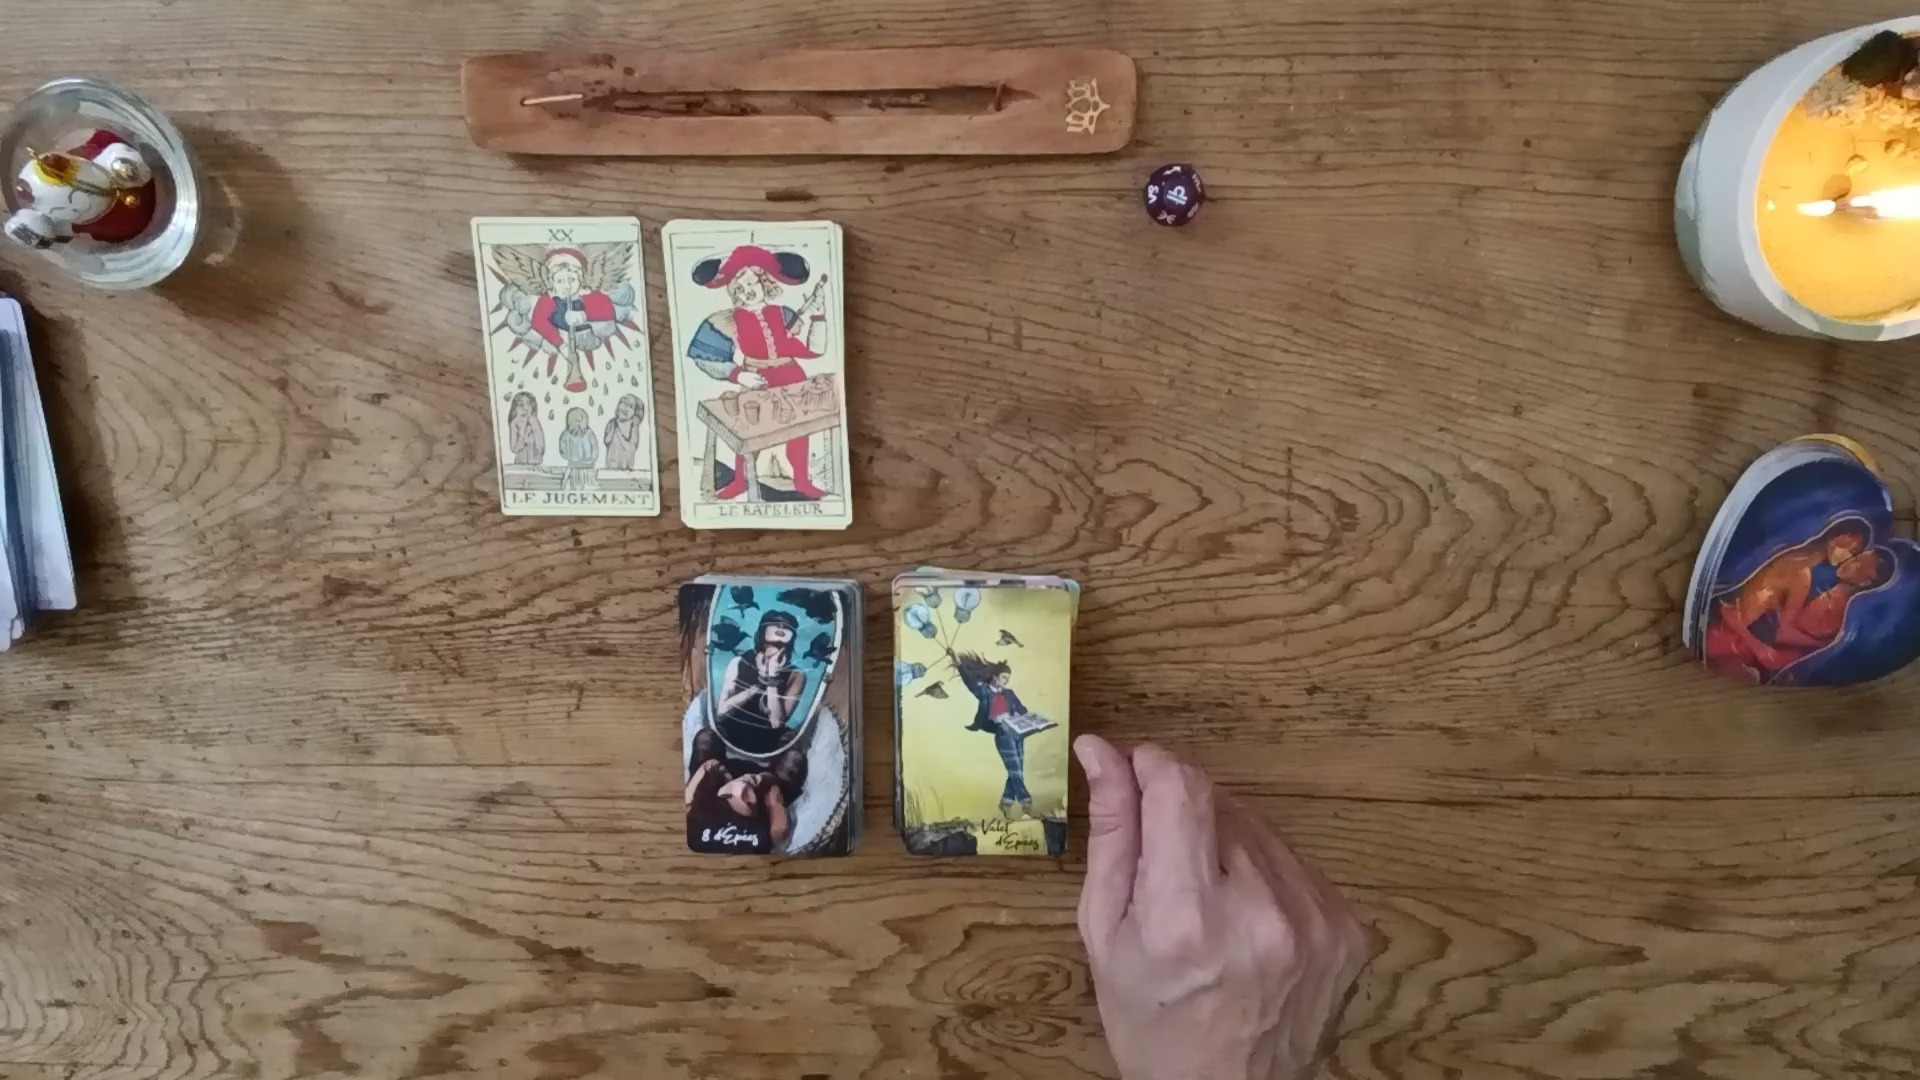 XX
LE JUGEMENT
I
LE BATELEUR
8 d'Épées
Valet
d'Épées